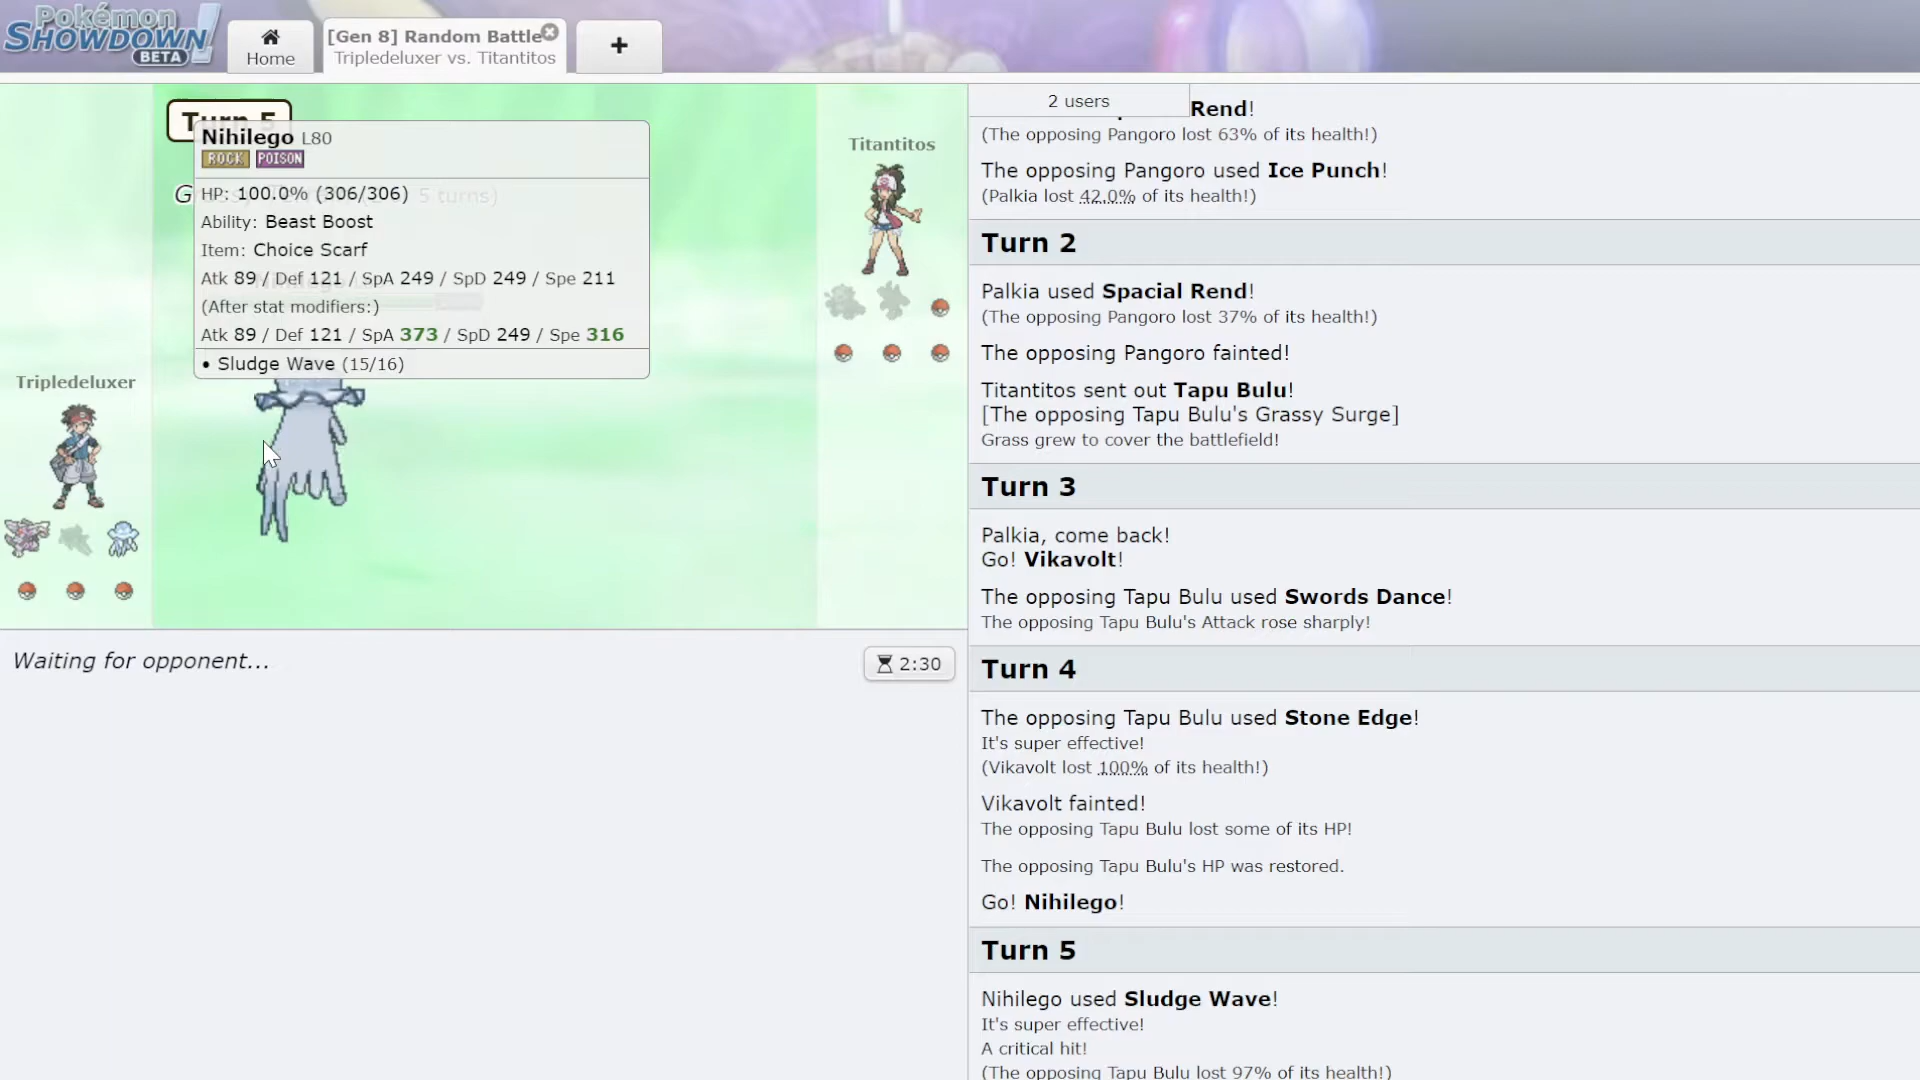 Pokémon
SHOWDOWN!
BETA
Home
[Gen 8] Random Battle
Tripledeluxer vs. Titantitos
+
Turn 5
Nihilego L80
ROCK POISON
HP: 100.0% (306/306)
5 turns)
Ability: Beast Boost
Item: Choice Scarf
Atk 89 / Def 121 / SpA 249 / SpD 249 / Spe 211
(After stat modifiers:)
Atk 89 / Def 121 / SpA 373 / SpD 249 / Spe 316
• Sludge Wave (15/16)
Titantitos
Tripledeluxer
Waiting for opponent...
2:30
2 users
Rend!
(The opposing Pangoro lost 63% of its health!)
The opposing Pangoro used Ice Punch!
(Palkia lost 42.0% of its health!)
Turn 2
Palkia used Spacial Rend!
(The opposing Pangoro lost 37% of its health!)
The opposing Pangoro fainted!
Titantitos sent out Tapu Bulu!
[The opposing Tapu Bulu's Grassy Surge]
Grass grew to cover the battlefield!
Turn 3
Palkia, come back!
Go! Vikavolt!
The opposing Tapu Bulu used Swords Dance!
The opposing Tapu Bulu's Attack rose sharply!
Turn 4
The opposing Tapu Bulu used Stone Edge!
It's super effective!
(Vikavolt lost 100% of its health!)
Vikavolt fainted!
The opposing Tapu Bulu lost some of its HP!
The opposing Tapu Bulu's HP was restored.
Go! Nihilego!
Turn 5
Nihilego used Sludge Wave!
It's super effective!
A critical hit!
(The opposing Tapu Bulu lost 97% of its health!)